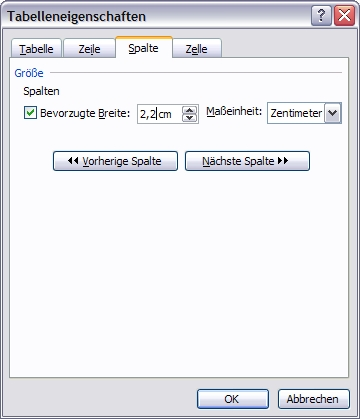 Tabelleneigenschaften
Tabelle Zeile Spalte Zelle
Größe
Spalten
Bevorzugte Breite: 2,2 cm Maßeinheit: Zentimeter
Vorherige Spalte Nächste Spalte
OK Abbrechen